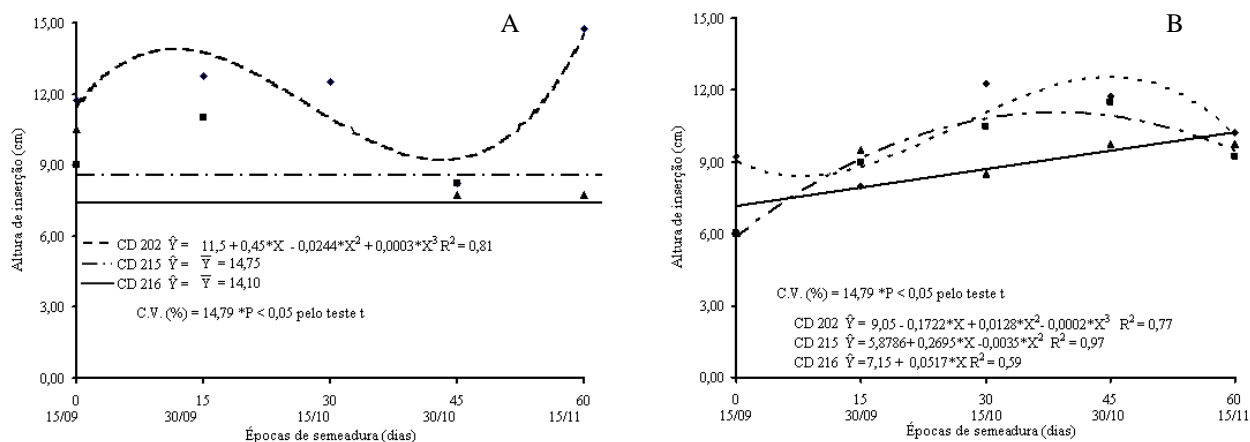 A
Altura de inserção (cm)
15,00
12,00
9,00
6,00
3,00
0,00
CD 202 Ŷ = 11,5 + 0,45*X - 0,0244*X² + 0,0003*X³ R² = 0,81
CD 215 Ŷ = Y̅ = 14,75
CD 216 Ŷ = Y̅ = 14,10
C.V. (%) = 14,79 *P < 0,05 pelo teste t
0 15 30 45 60
15/09 30/09 15/10 30/10 15/11
Épocas de semeadura (dias)
B
Altura de inserção (cm)
15,00
12,00
9,00
6,00
3,00
0,00
C.V. (%) = 14,79 *P < 0,05 pelo teste t
CD 202 Ŷ = 9,05 - 0,1722*X + 0,0128*X² - 0,0002*X³ R² = 0,77
CD 215 Ŷ = 5,8786+ 0,2695*X -0,0035*X² R² = 0,97
CD 216 Ŷ = 7,15 + 0,0517*X R² = 0,59
0 15 30 45 60
15/09 30/09 15/10 30/10 15/11
Épocas de semeadura (dias)